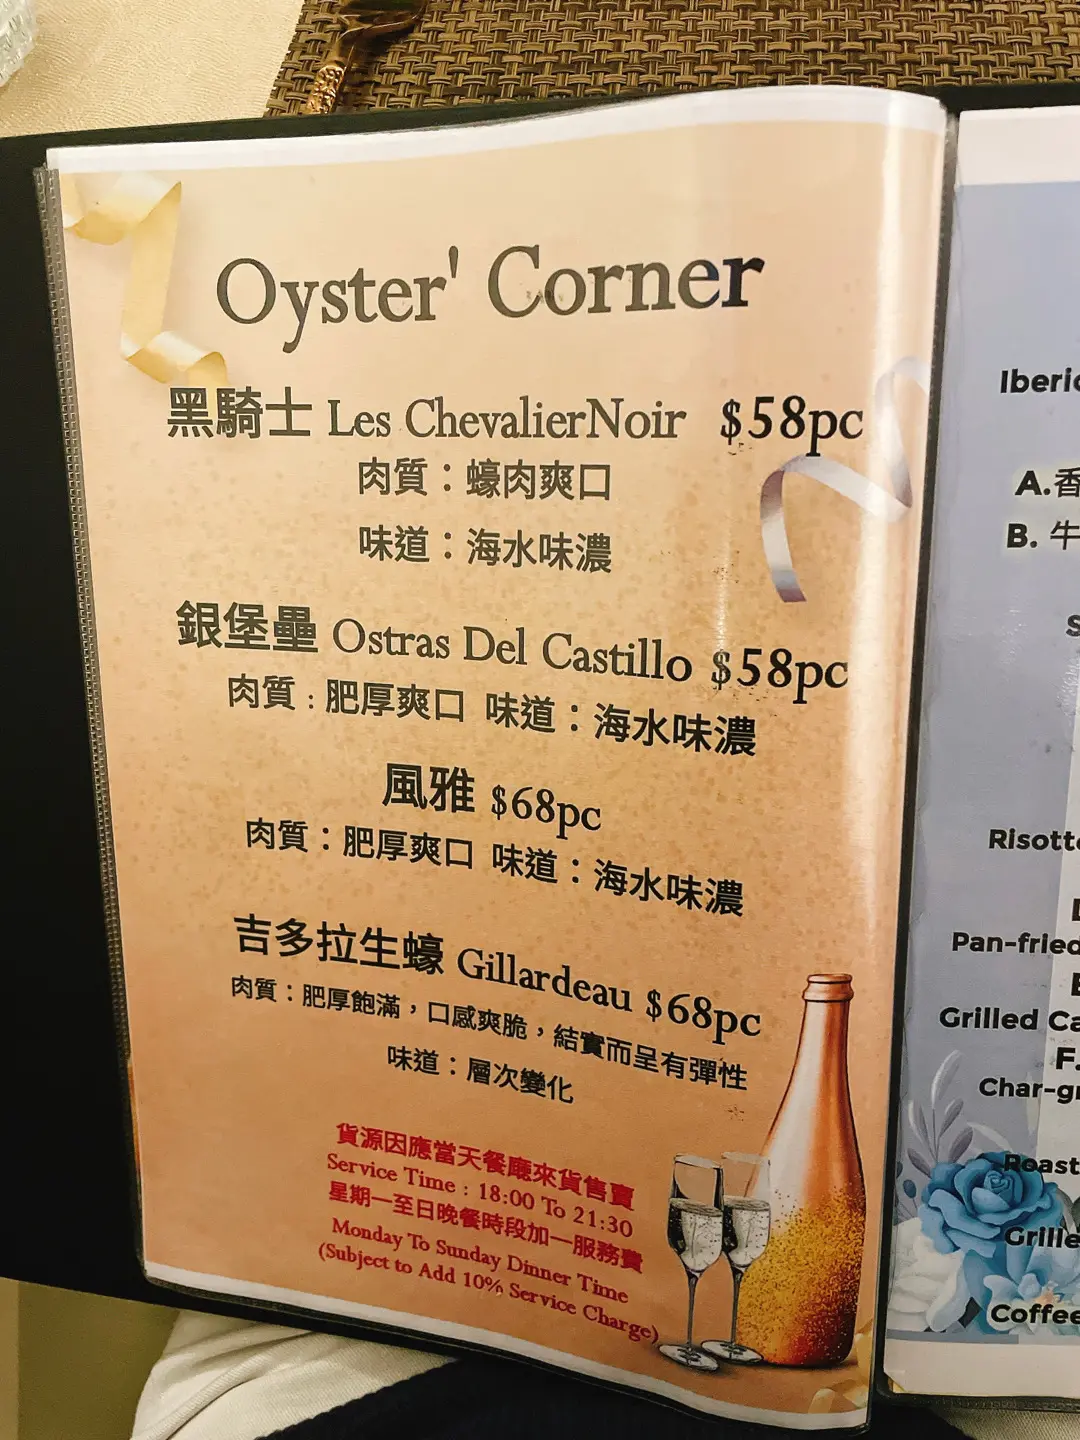 Oyster' Corner
黑騎士 Les ChevalierNoir $58pc
肉質：蠔肉爽口
味道：海水味濃
銀堡壘 Ostras Del Castillo $58pc
肉質：肥厚爽口 味道：海水味濃
風雅 $68pc
肉質：肥厚爽口 味道：海水味濃
吉多拉生蠔 Gillardeau $68pc
肉質：肥厚飽滿，口感爽脆，結實而呈有彈性
味道：層次變化
貨源因應當天餐廳來貨售賣
Service Time : 18:00 To 21:30
星期一至日晚餐時段加一服務費
Monday To Sunday Dinner Time
(Subject to Add 10% Service Charge)
Iberic
A.香
B. 牛
S
Risotto
Pan-fried
E
Grilled Ca
F.
Char-gr
Roast
Grille
Coffee